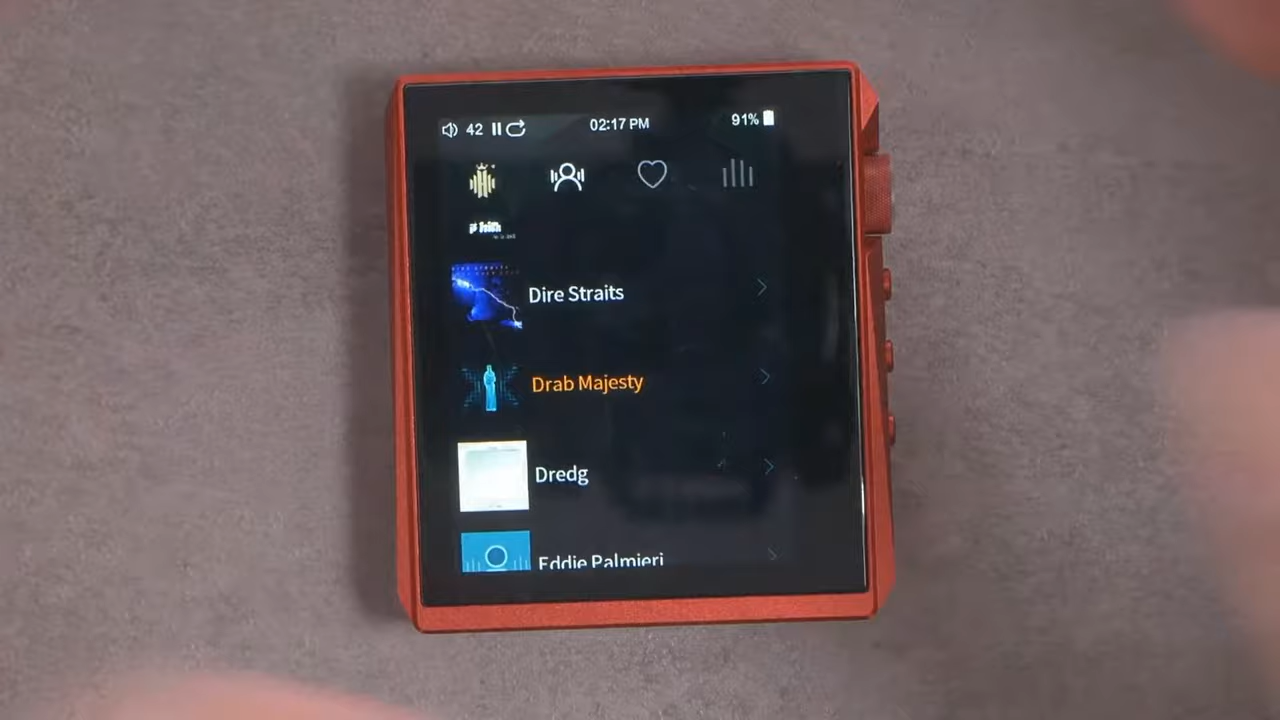 42
02:17 PM
91%
Dire Straits
Drab Majesty
Dredg
Eddie Palmieri